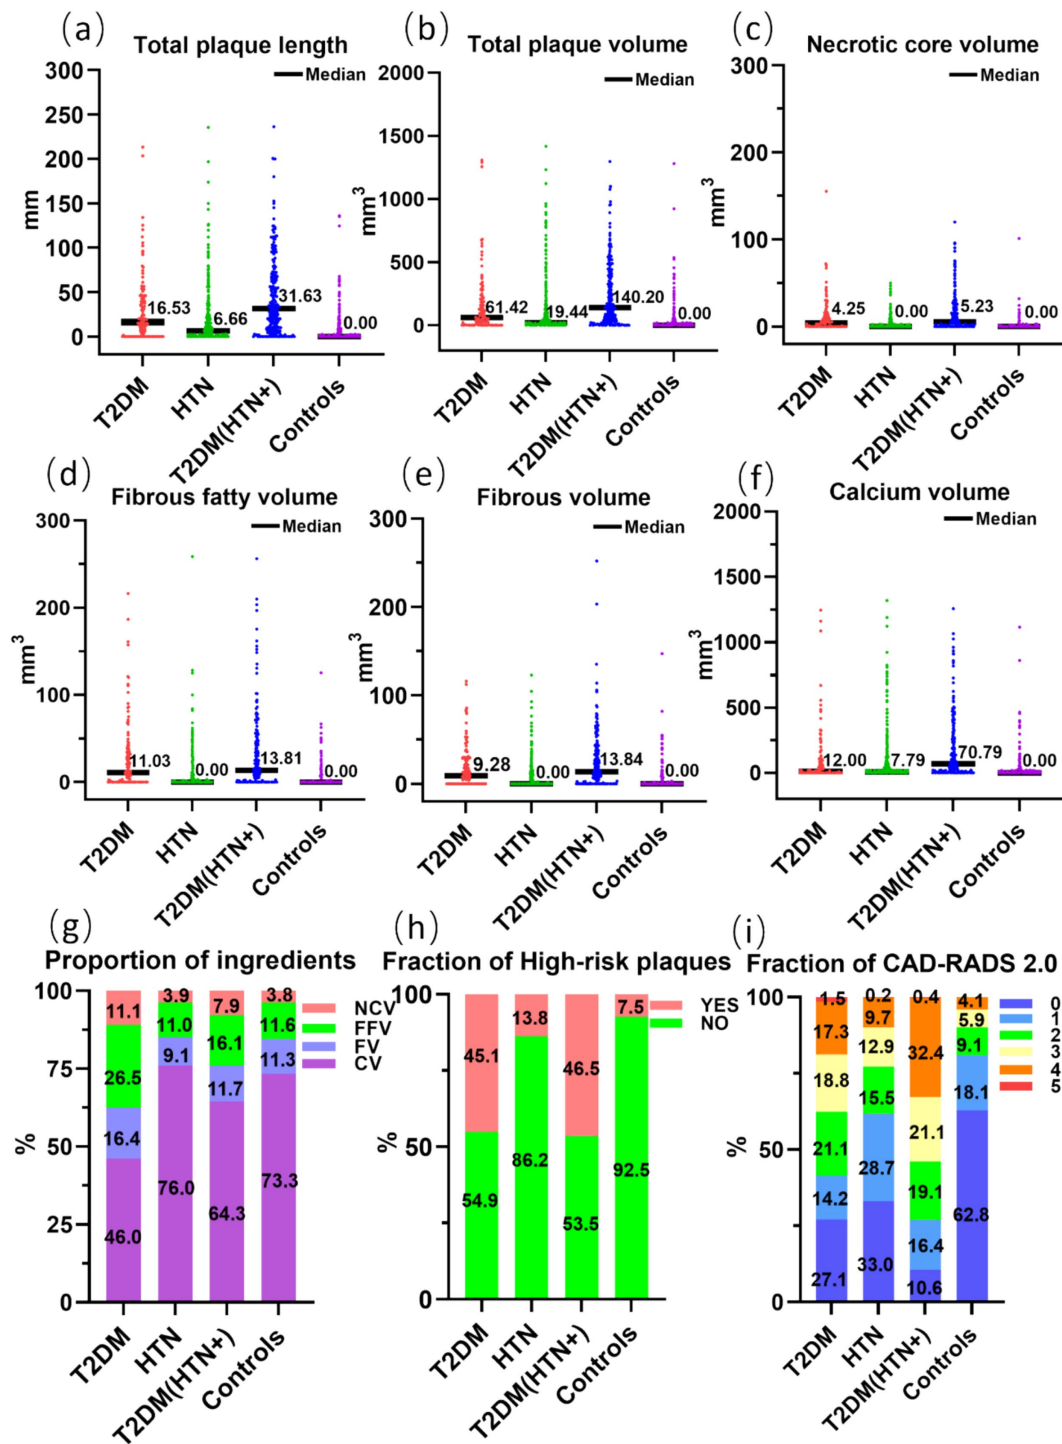 (a)
Total plaque length
Median
300
250
200
150
100
50
0
mm
16.53
6.66
31.63
0.00
T2DM
HTN
T2DM(HTN+)
Controls
(b)
Total plaque volume
Median
2000
1500
1000
500
0
mm³
61.42
19.44
140.20
0.00
T2DM
HTN
T2DM(HTN+)
Controls
(c)
Necrotic core volume
Median
300
200
100
0
mm³
4.25
0.00
5.23
0.00
T2DM
HTN
T2DM(HTN+)
Controls
(d)
Fibrous fatty volume
Median
300
200
100
0
mm³
11.03
0.00
13.81
0.00
T2DM
HTN
T2DM(HTN+)
Controls
(e)
Fibrous volume
Median
300
200
100
0
mm³
9.28
0.00
13.84
0.00
T2DM
HTN
T2DM(HTN+)
Controls
(f)
Calcium volume
Median
2000
1500
1000
500
0
mm³
12.00
7.79
70.79
0.00
T2DM
HTN
T2DM(HTN+)
Controls
(g)
Proportion of ingredients
100
75
50
25
0
%
11.1
26.5
16.4
46.0
3.9
11.0
9.1
76.0
7.9
16.1
11.7
64.3
3.8
11.6
11.3
73.3
NCV
FFV
FV
CV
T2DM
HTN
T2DM(HTN+)
Controls
(h)
Fraction of High-risk plaques
100
50
0
%
45.1
54.9
13.8
86.2
46.5
53.5
7.5
92.5
YES
NO
T2DM
HTN
T2DM(HTN+)
Controls
(i)
Fraction of CAD-RADS 2.0
100
50
0
%
1.5
17.3
18.8
21.1
14.2
27.1
0.2
9.7
12.9
15.5
28.7
33.0
0.4
32.4
21.1
19.1
16.4
10.6
4.1
5.9
9.1
18.1
62.8
0
1
2
3
4
5
T2DM
HTN
T2DM(HTN+)
Controls